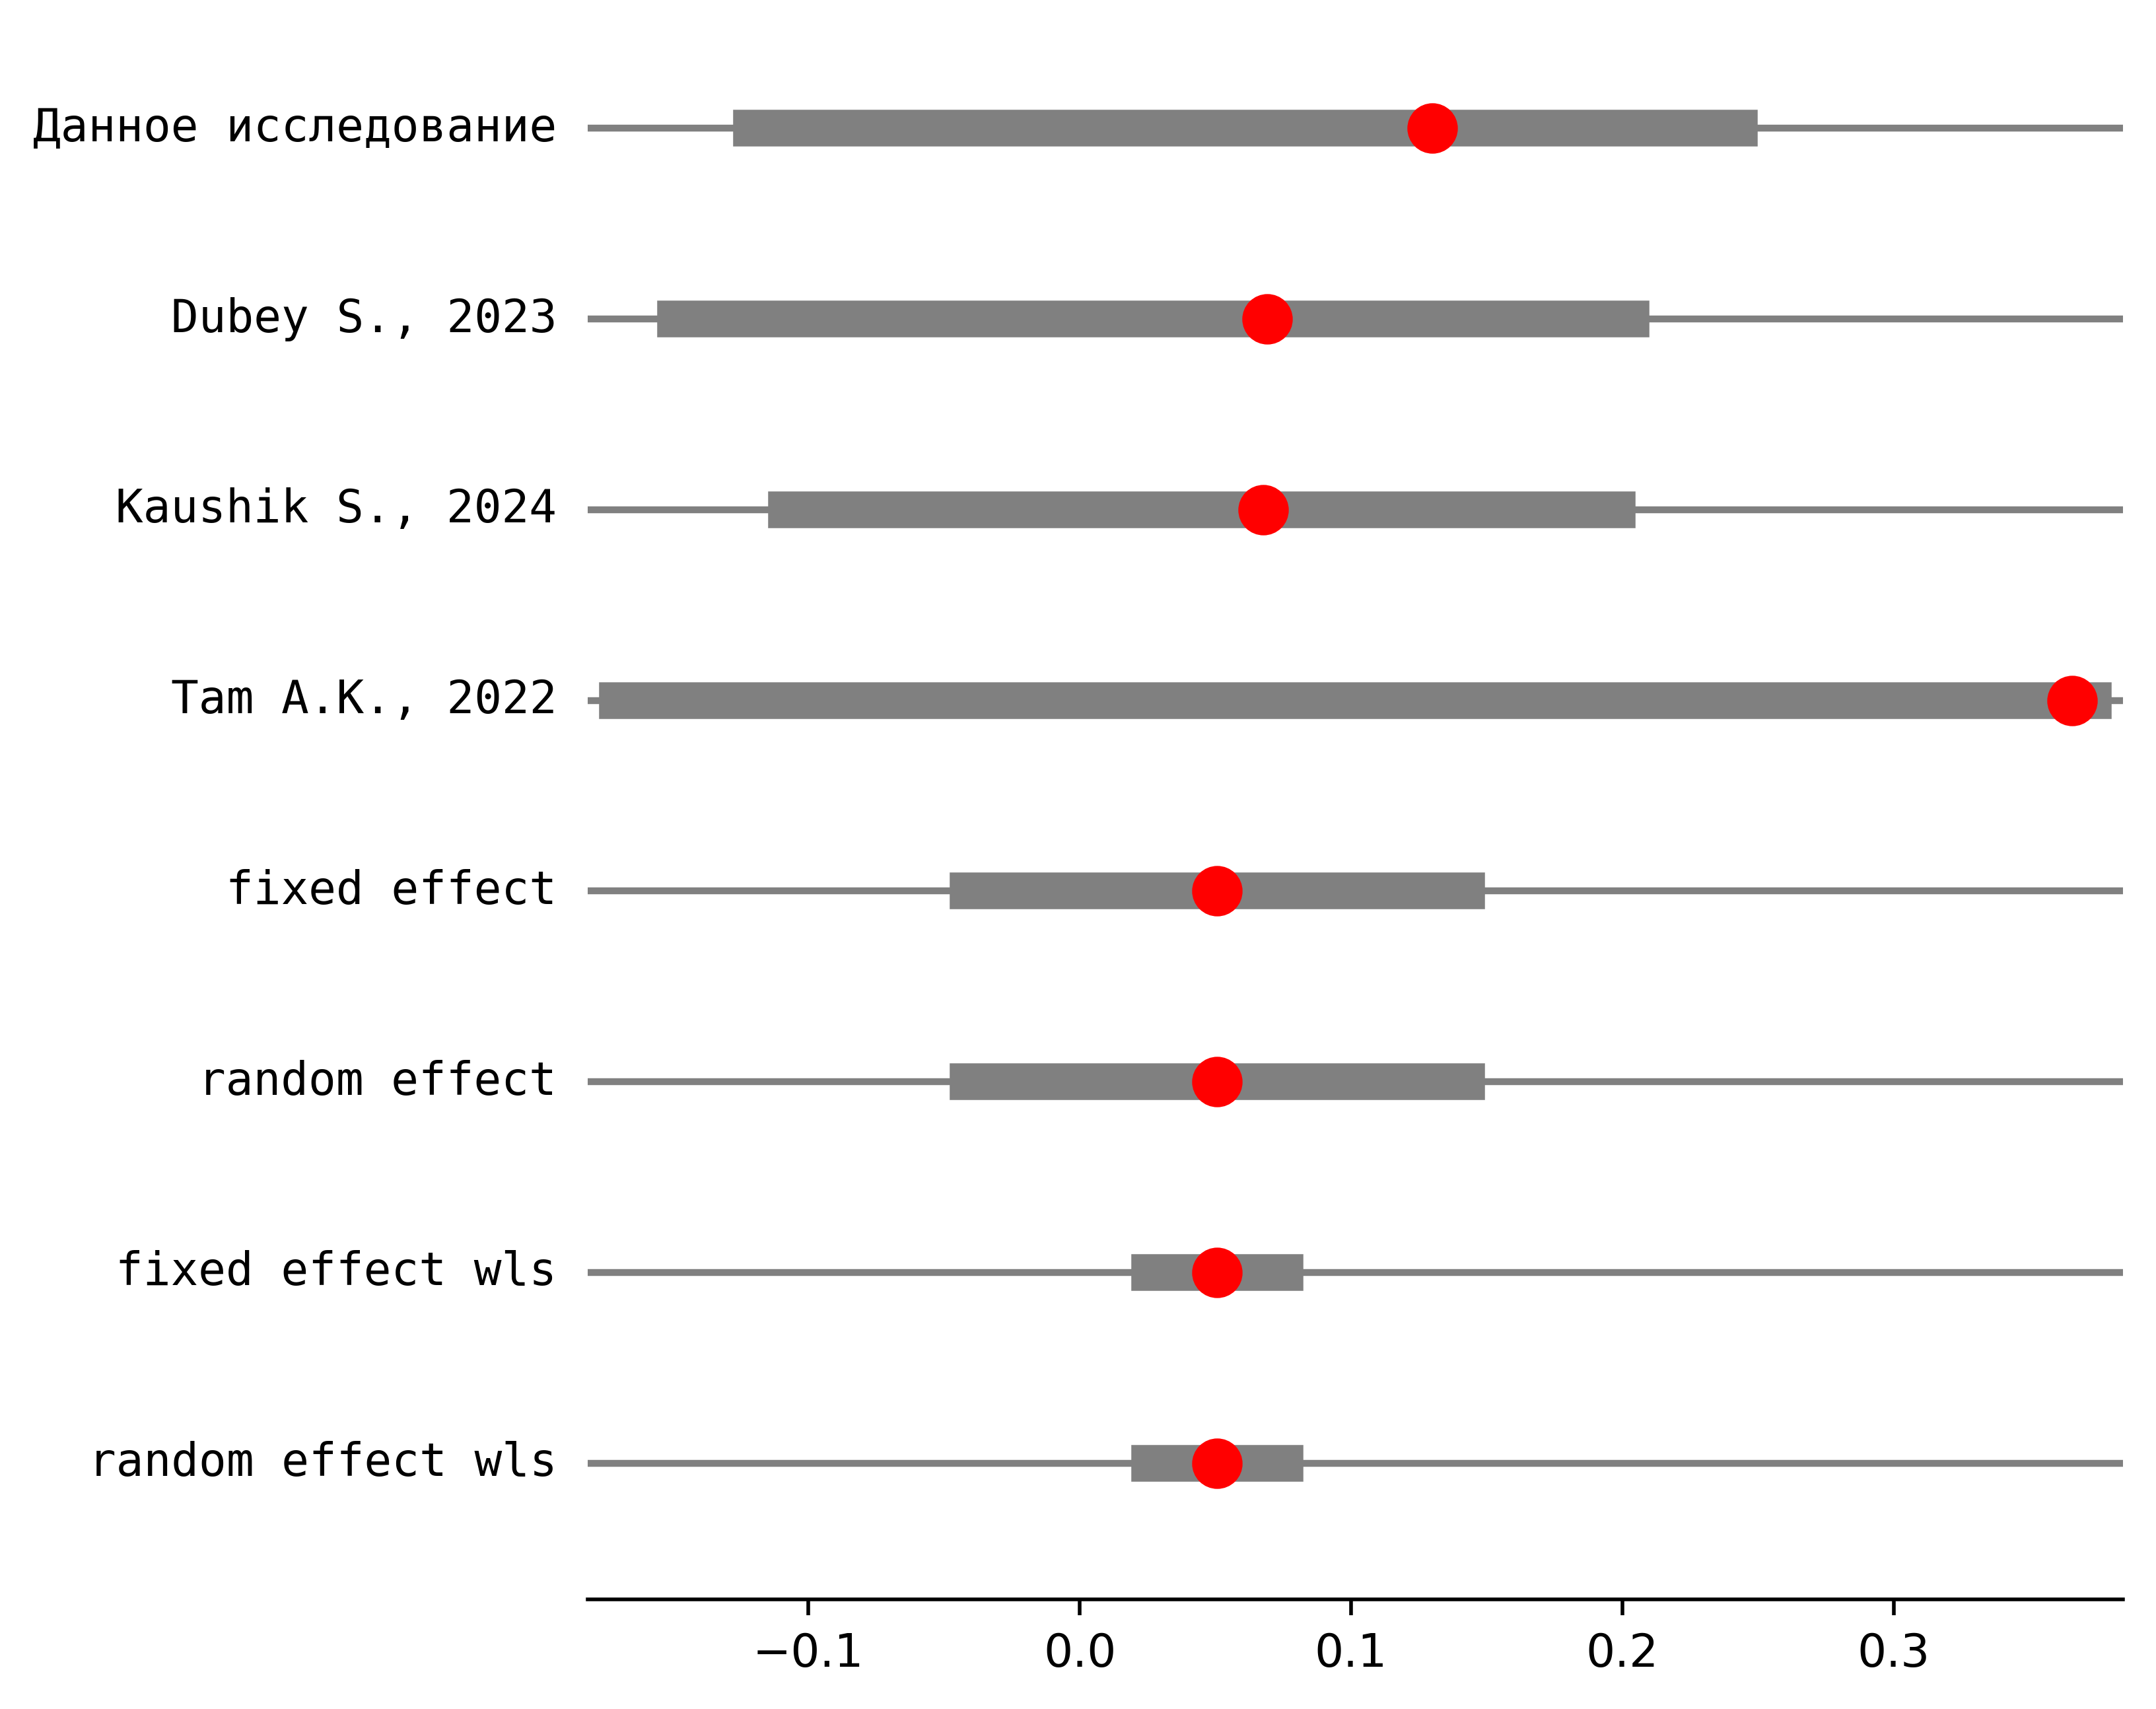 Данное исследование
Dubey S., 2023
Kaushik S., 2024
Tam A.K., 2022
fixed effect
random effect
fixed effect wls
random effect wls
−0.1 0.0 0.1 0.2 0.3